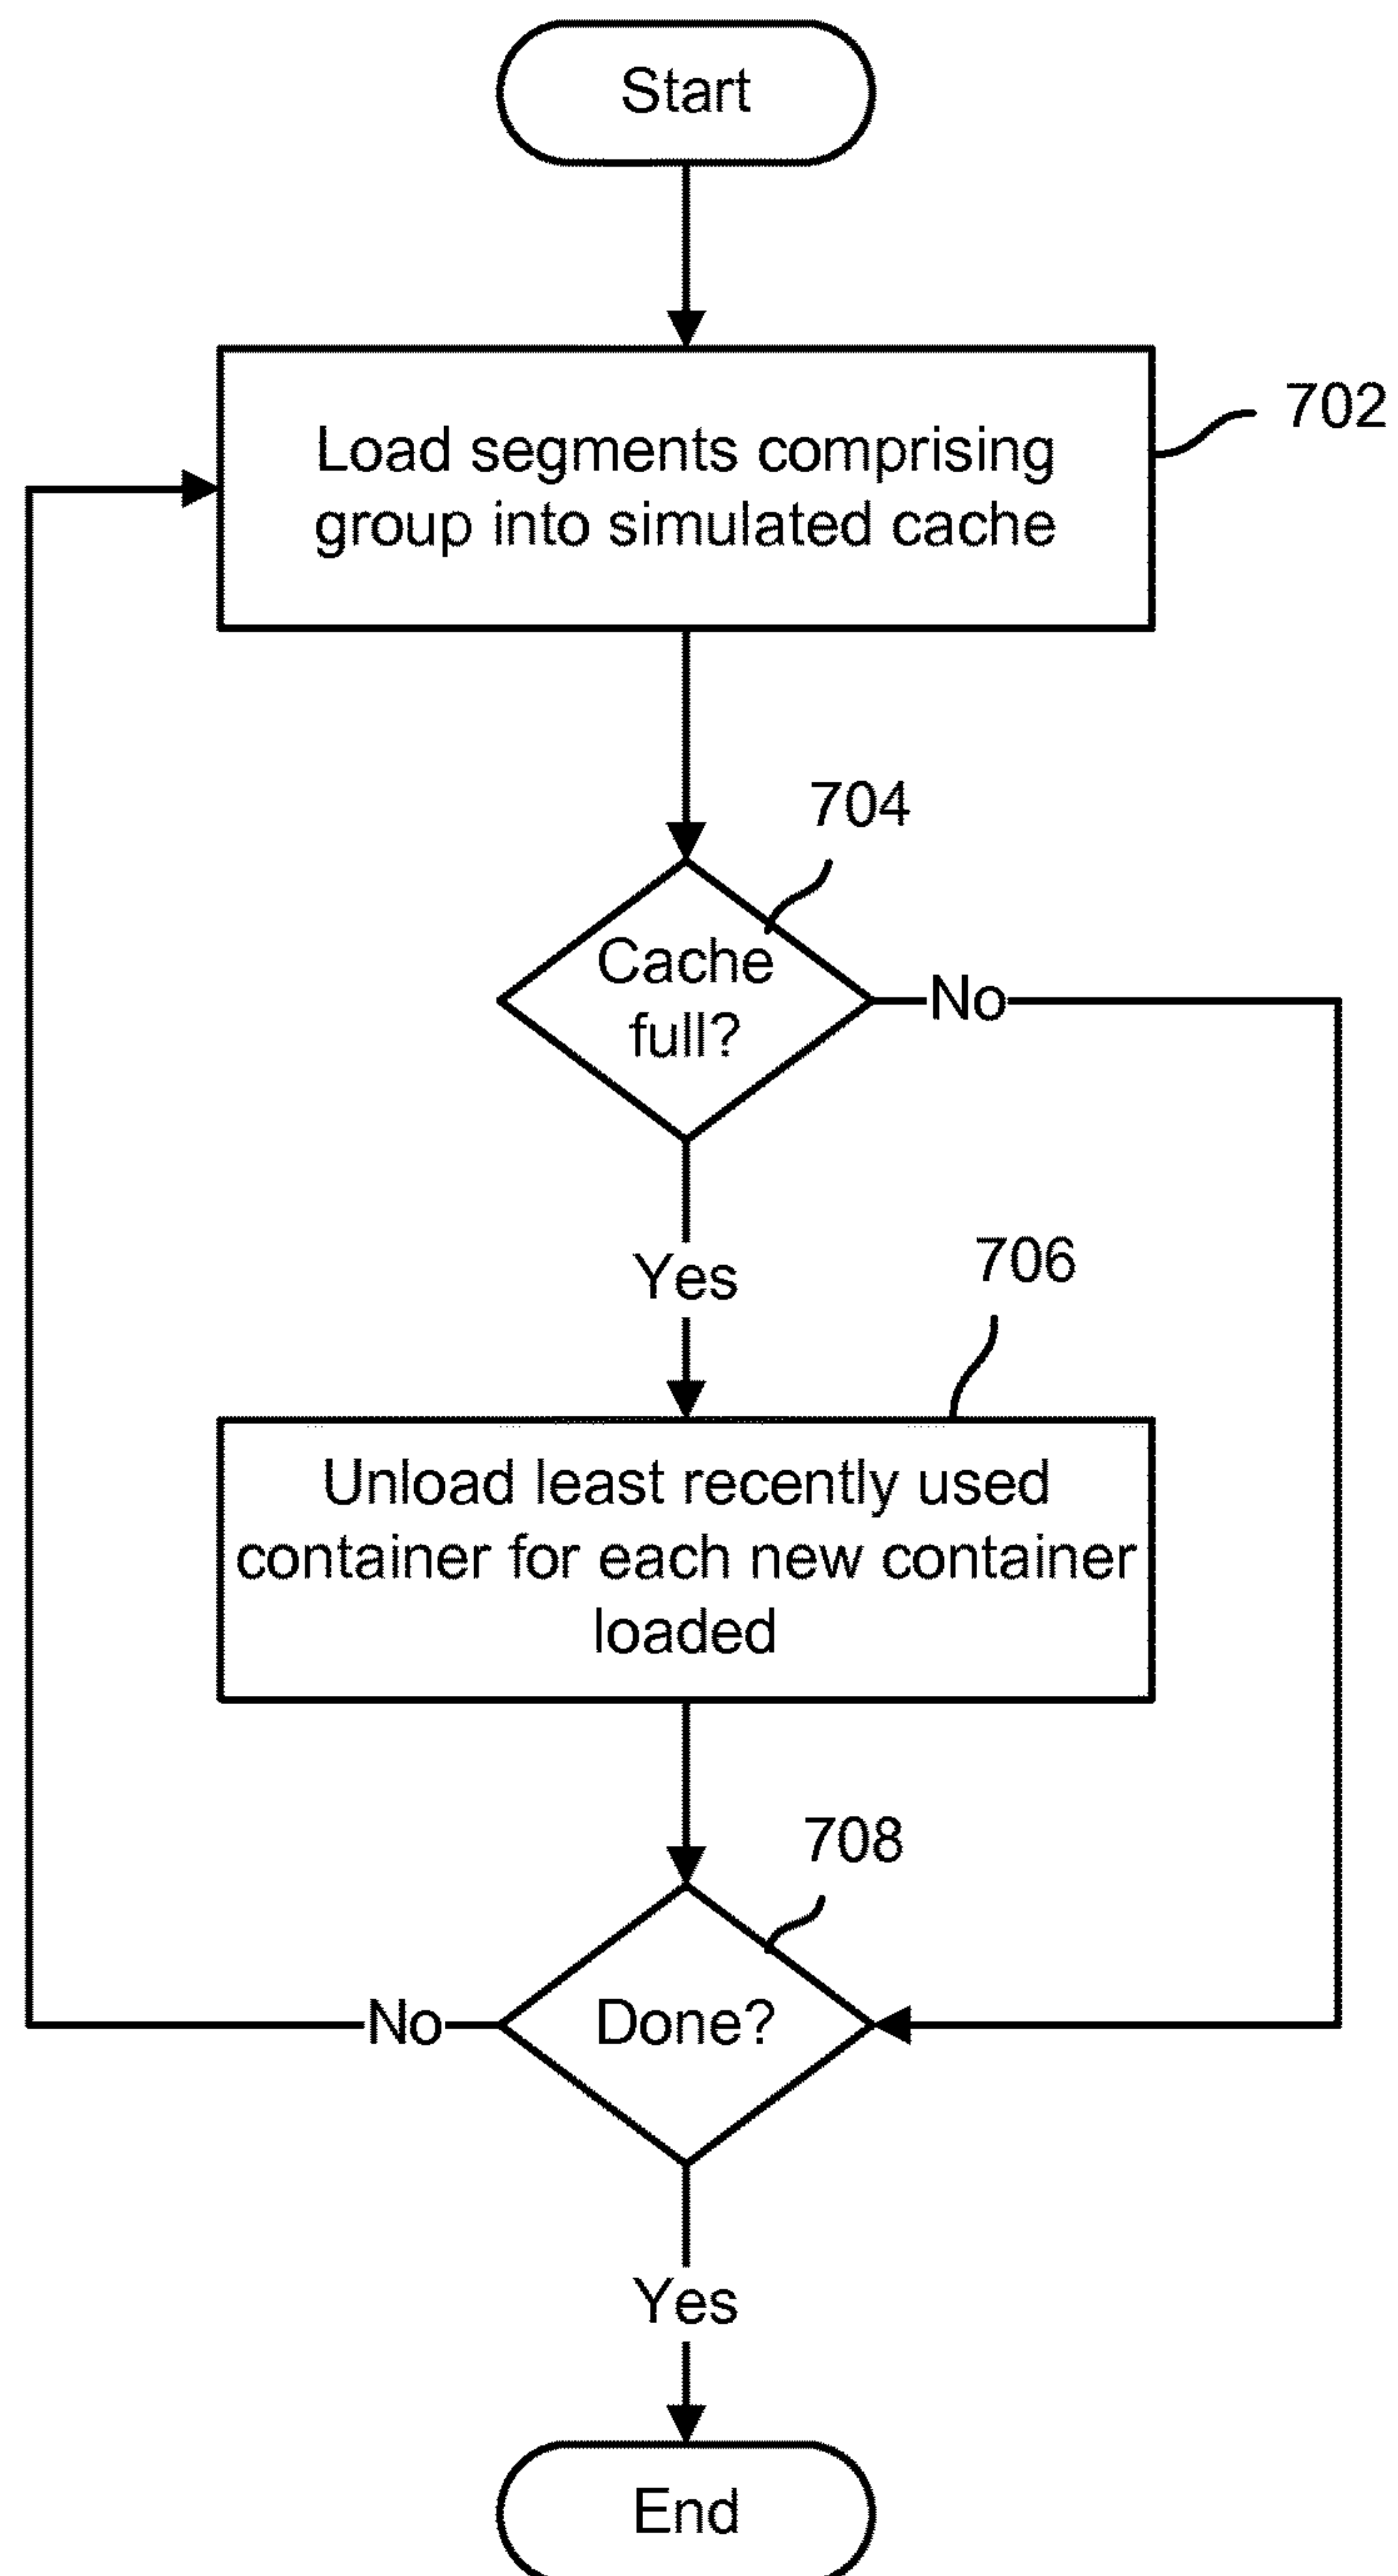 Start
Load segments comprising
group into simulated cache
702
704
Cache
full?
No
Yes
706
Unload least recently used
container for each new container
loaded
708
Done?
No
Yes
End